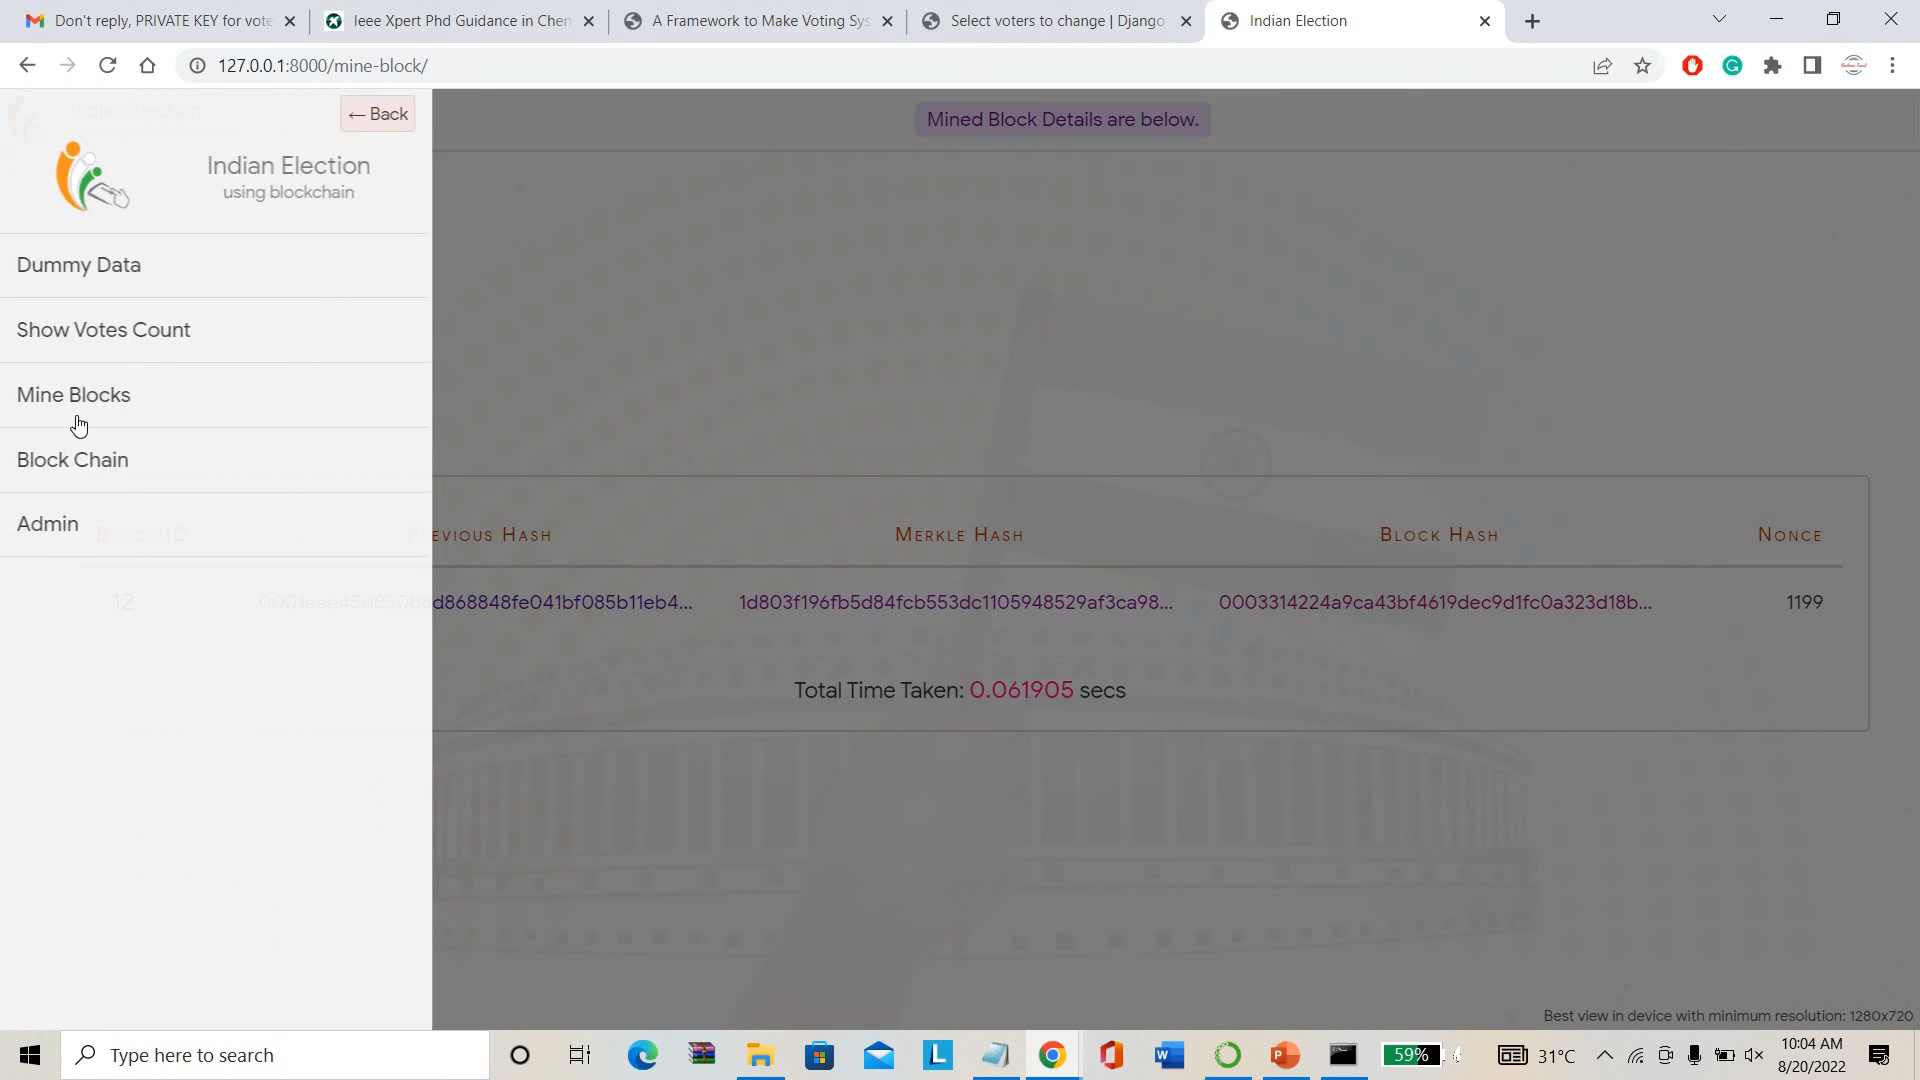 Don't reply, PRIVATE KEY for vote
Ieee Xpert Phd Guidance in Chen
A Framework to Make Voting Sys
Select voters to change | Django
Indian Election
127.0.0.1:8000/mine-block/
← Back
Mined Block Details are below.
Indian Election
using blockchain
Dummy Data
Show Votes Count
Mine Blocks
Block Chain
Admin
evious Hash
Merkle Hash
Block Hash
Nonce
12
d868848fe041bf085b11eb4...
1d803f196fb5d84fcb553dc1105948529af3ca98...
0003314224a9ca43bf4619dec9d1fc0a323d18b...
1199
Total Time Taken: 0.061905 secs
Best view in device with minimum resolution: 1280x720
Type here to search
59%
31°C
10:04 AM
8/20/2022